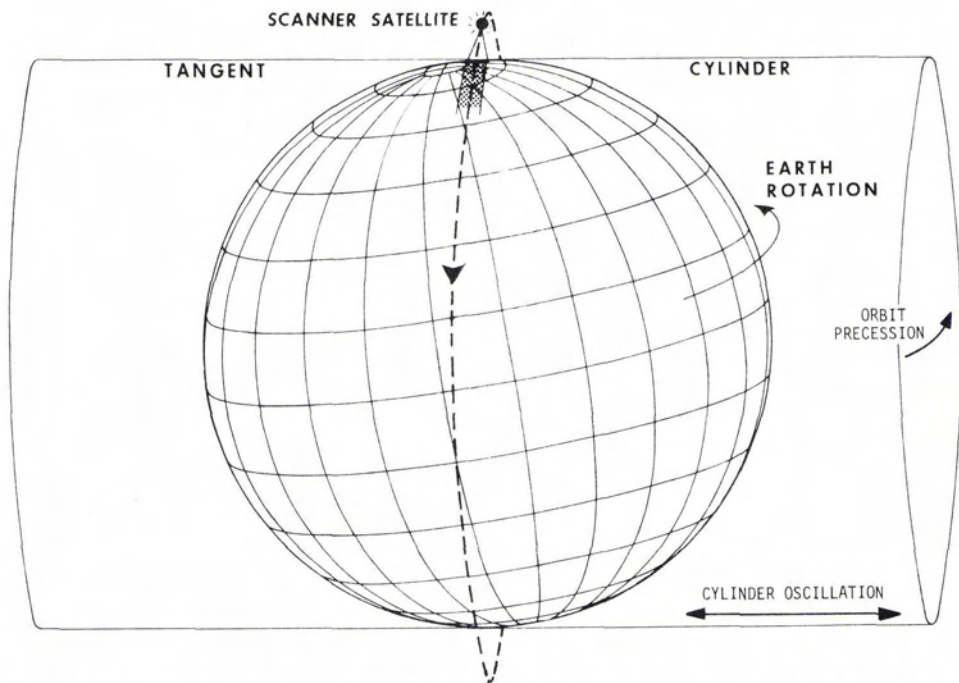 SCANNER SATELLITE
TANGENT
CYLINDER
EARTH
ROTATION
ORBIT
PRECESSION
CYLINDER OSCILLATION